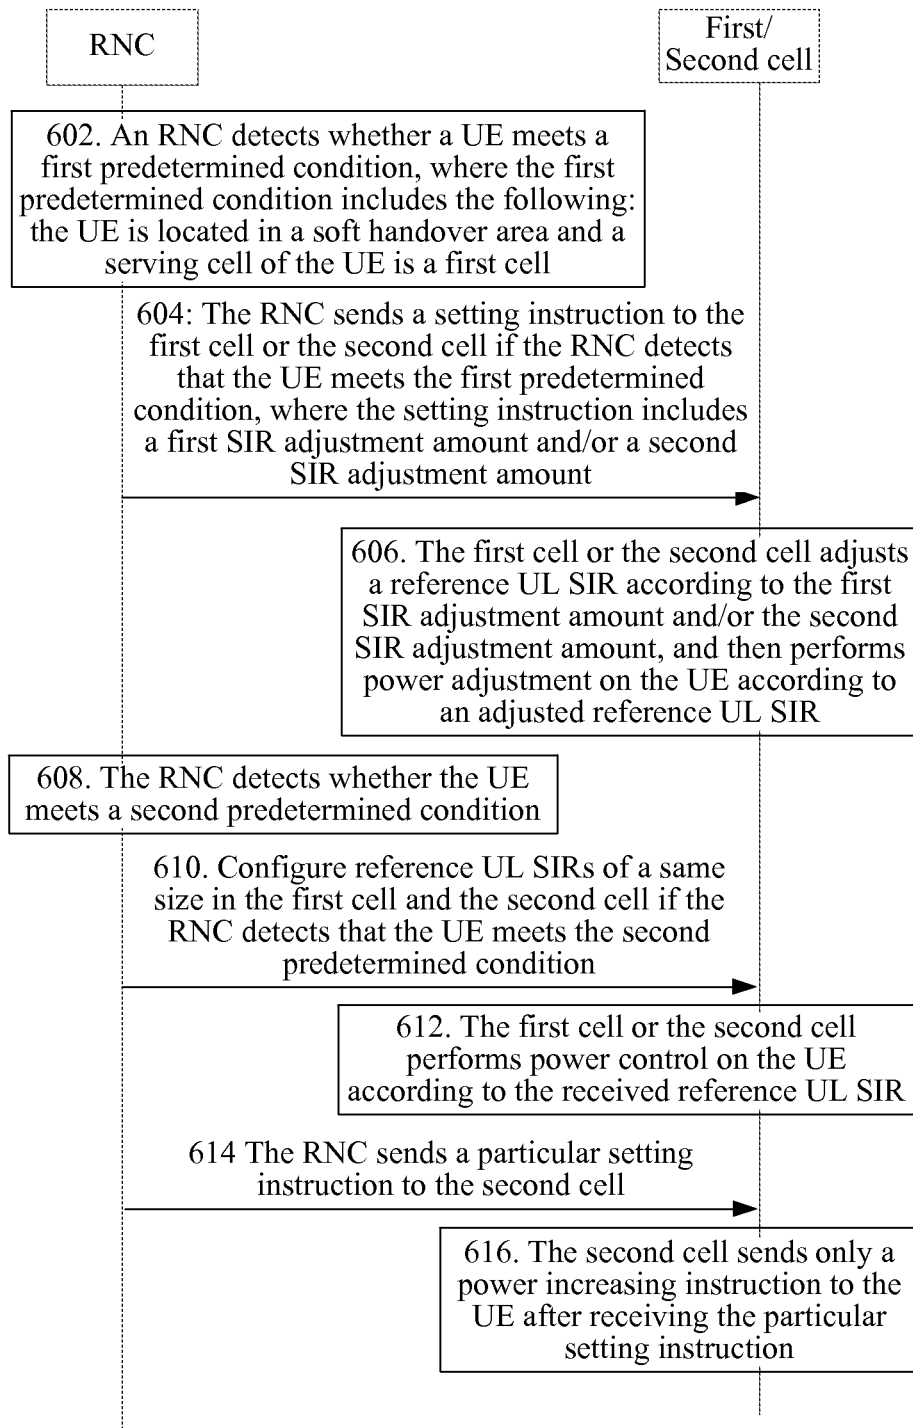 RNC
First/
Second cell
602. An RNC detects whether a UE meets a
first predetermined condition, where the first
predetermined condition includes the following:
the UE is located in a soft handover area and a
serving cell of the UE is a first cell
604: The RNC sends a setting instruction to the
first cell or the second cell if the RNC detects
that the UE meets the first predetermined
condition, where the setting instruction includes
a first SIR adjustment amount and/or a second
SIR adjustment amount
606. The first cell or the second cell adjusts
a reference UL SIR according to the first
SIR adjustment amount and/or the second
SIR adjustment amount, and then performs
power adjustment on the UE according to
an adjusted reference UL SIR
608. The RNC detects whether the UE
meets a second predetermined condition
610. Configure reference UL SIRs of a same
size in the first cell and the second cell if the
RNC detects that the UE meets the second
predetermined condition
612. The first cell or the second cell
performs power control on the UE
according to the received reference UL SIR
614 The RNC sends a particular setting
instruction to the second cell
616. The second cell sends only a
power increasing instruction to the
UE after receiving the particular
setting instruction